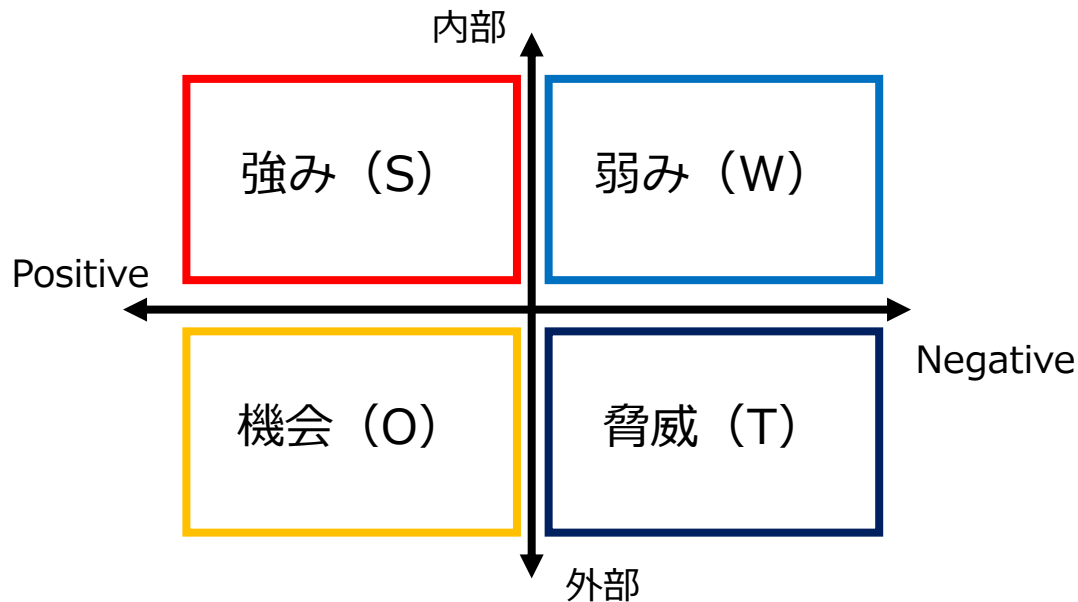 内部
強み（S）
弱み（W）
Positive
Negative
機会（O）
脅威（T）
外部